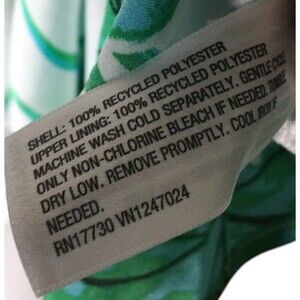 SHELL: 100% RECYCLED POLYESTER
UPPER LINING: 100% RECYCLED POLYESTER
MACHINE WASH COLD SEPARATELY. GENTLE CYCLE
ONLY NON-CHLORINE BLEACH IF NEEDED. TUMBLE
DRY LOW. REMOVE PROMPTLY. COOL IRON IF
NEEDED.
RN17730 VN1247024